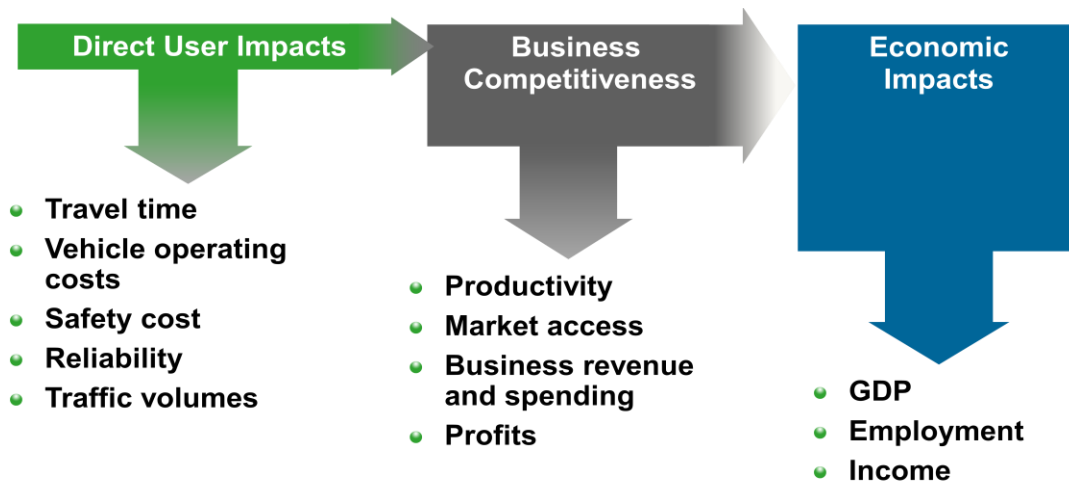 Direct User Impacts
Travel time
Vehicle operating
costs
Safety cost
Reliability
Traffic volumes
Business
Competitiveness
Productivity
Market access
Business revenue
and spending
Profits
Economic
Impacts
GDP
Employment
Income